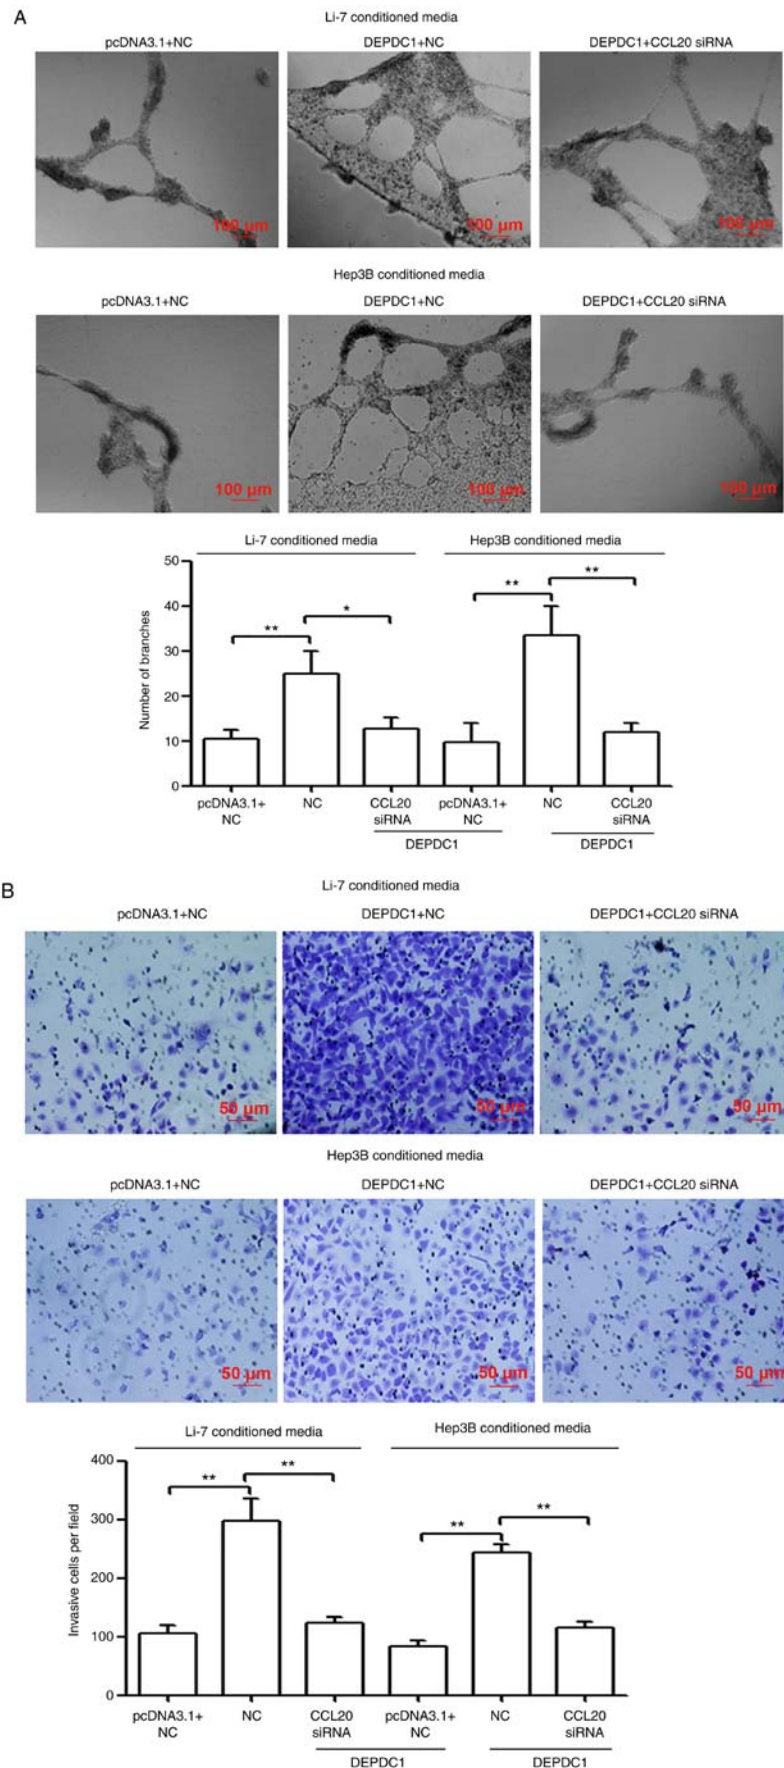 A
Li-7 conditioned media
pcDNA3.1+NC DEPDC1+NC DEPDC1+CCL20 siRNA
100 µm 100 µm 100 µm
Hep3B conditioned media
pcDNA3.1+NC DEPDC1+NC DEPDC1+CCL20 siRNA
100 µm 100 µm 100 µm
Li-7 conditioned media Hep3B conditioned media
Number of branches
50
40
30
20
10
0
** * ** **
pcDNA3.1+ NC CCL20 pcDNA3.1+ NC CCL20
NC siRNA NC siRNA
DEPDC1 DEPDC1
B
Li-7 conditioned media
pcDNA3.1+NC DEPDC1+NC DEPDC1+CCL20 siRNA
50 µm 50 µm 50 µm
Hep3B conditioned media
pcDNA3.1+NC DEPDC1+NC DEPDC1+CCL20 siRNA
50 µm 50 µm 50 µm
Li-7 conditioned media Hep3B conditioned media
Invasive cells per field
400
300
200
100
0
** ** ** **
pcDNA3.1+ NC CCL20 pcDNA3.1+ NC CCL20
NC siRNA NC siRNA
DEPDC1 DEPDC1